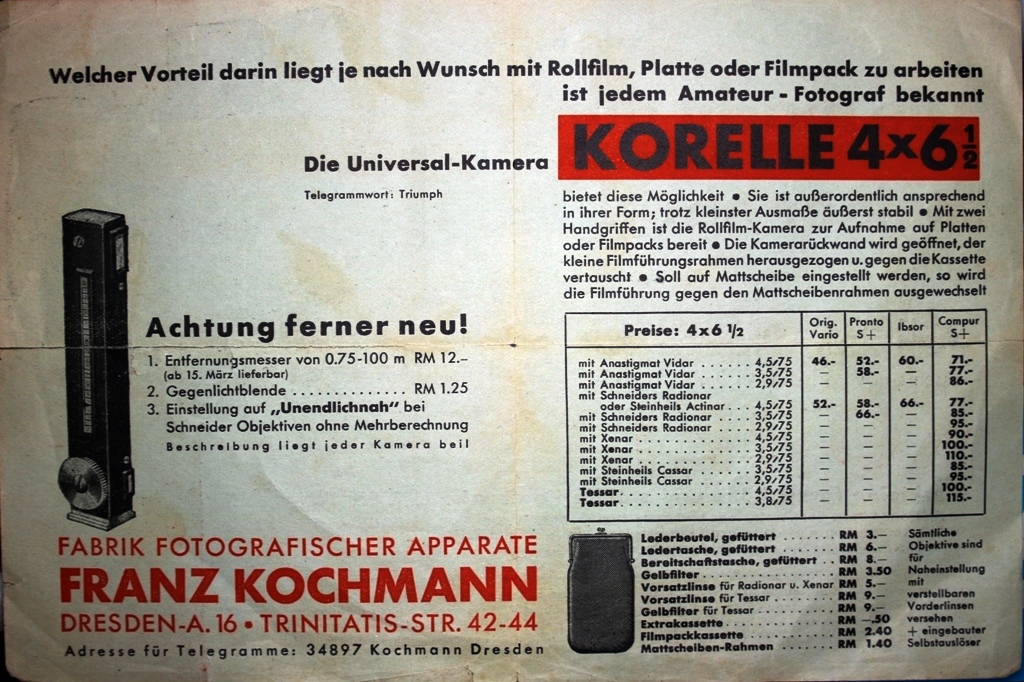 Welcher Vorteil darin liegt je nach Wunsch mit Rollfilm, Platte oder Filmpack zu arbeiten
ist jedem Amateur - Fotograf bekannt
Die Universal-Kamera KORELLE 4x6 1/2
Telegrammwort: Triumph
bietet diese Möglichkeit • Sie ist außerordentlich ansprechend
in ihrer Form; trotz kleinster Ausmaße äußerst stabil • Mit zwei
Handgriffen ist die Rollfilm-Kamera zur Aufnahme auf Platten
oder Filmpacks bereit • Die Kamerarückwand wird geöffnet, der
kleine Filmführungsrahmen herausgezogen u. gegen die Kassette
vertauscht • Soll auf Mattscheibe eingestellt werden, so wird
die Filmführung gegen den Mattscheibenrahmen ausgewechselt
Achtung ferner neu!
1. Entfernungsmesser von 0.75-100 m RM 12.–
(ab 15. März lieferbar)
2. Gegenlichtblende .............. RM 1.25
3. Einstellung auf „Unendlichnah" bei
Schneider Objektiven ohne Mehrberechnung
Beschreibung liegt jeder Kamera beil
Preise: 4x6 1/2 Orig. Vario Pronto S+ Ibsor Compur S+
mit Anastigmat Vidar ...... 4,5/75 46.- 52.- 60.- 71.-
mit Anastigmat Vidar ...... 3,5/75 — 58.- — 77.-
mit Anastigmat Vidar ...... 2,9/75 — — — 86.-
mit Schneiders Radionar
oder Steinheils Actinar ... 4,5/75 52.- 58.- 66.- 77.-
mit Schneiders Radionar ... 3,5/75 — 66.- — 85.-
mit Schneiders Radionar ... 2,9/75 — — — 95.-
mit Xenar ............ 4,5/75 — — — 90.-
mit Xenar ............ 3,5/75 — — — 100.-
mit Xenar ............ 2,9/75 — — — 110.-
mit Steinheils Cassar ...... 3,5/75 — — — 85.-
mit Steinheils Cassar ...... 2,9/75 — — — 95.-
Tessar .............. 4,5/75 — — — 100.-
Tessar .............. 3,8/75 — — — 115.-
Lederbeutel, gefüttert ....... RM 3.–
Ledertasche, gefüttert ....... RM 6.–
Bereitschaftstasche, gefüttert .. RM 8.–
Gelbfilter ............... RM 3.50
Vorsatzlinse für Radionar u. Xenar RM 5.–
Vorsatzlinse für Tessar ....... RM 9.–
Gelbfilter für Tessar ........ RM 9.–
Extrakassette ............ RM –.50
Filmpackkassette .......... RM 2.40
Mattscheiben-Rahmen ....... RM 1.40
Sämtliche
Objektive sind
für
Naheinstellung
mit
verstellbaren
Vorderlinsen
versehen
+ eingebauter
Selbstauslöser
FABRIK FOTOGRAFISCHER APPARATE
FRANZ KOCHMANN
DRESDEN-A. 16 • TRINITATIS-STR. 42-44
Adresse für Telegramme: 34897 Kochmann Dresden